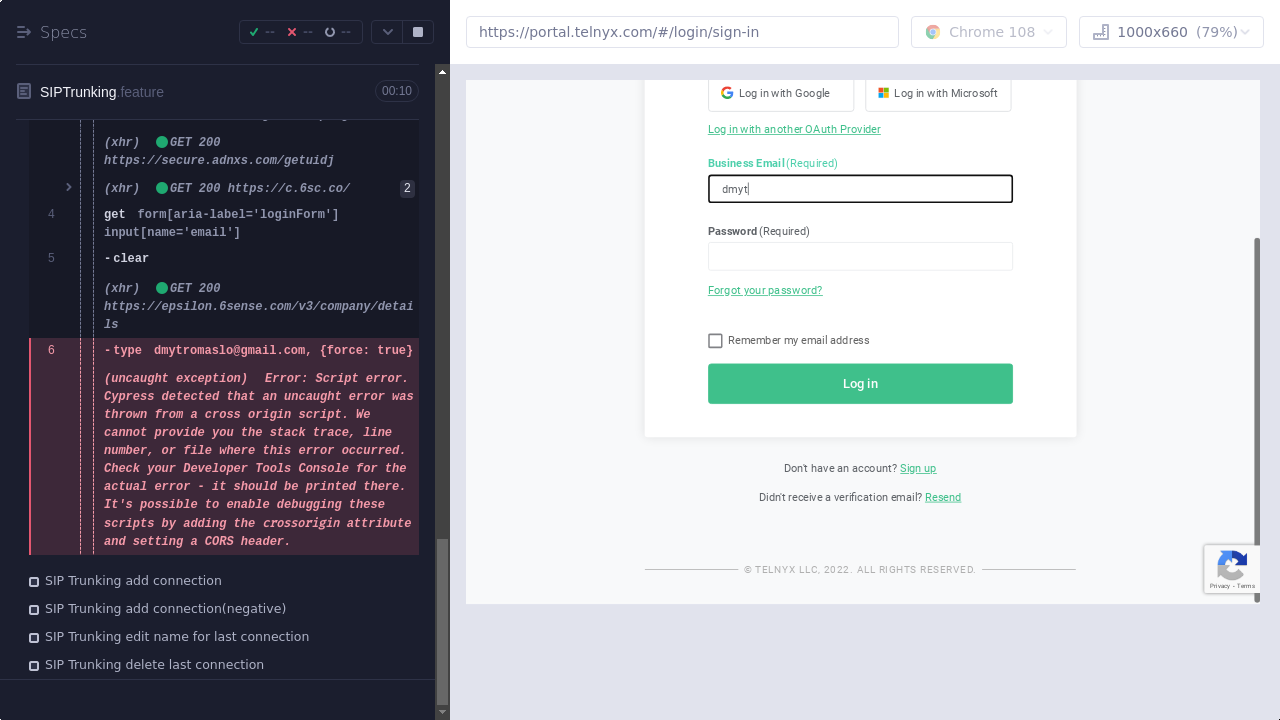 Specs
--
--
--
https://portal.telnyx.com/#/login/sign-in
Chrome 108
1000x660 (79%)
SIPTrunking.feature
00:10
(xhr) GET 200
https://secure.adnxs.com/getuidj
(xhr) GET 200 https://c.6sc.co/
2
4 get form[aria-label='loginForm']
input[name='email']
5 -clear
(xhr) GET 200
https://epsilon.6sense.com/v3/company/detai
ls
6 -type dmytromaslo@gmail.com, {force: true}
(uncaught exception) Error: Script error.
Cypress detected that an uncaught error was
thrown from a cross origin script. We
cannot provide you the stack trace, line
number, or file where this error occurred.
Check your Developer Tools Console for the
actual error - it should be printed there.
It's possible to enable debugging these
scripts by adding the crossorigin attribute
and setting a CORS header.
SIP Trunking add connection
SIP Trunking add connection(negative)
SIP Trunking edit name for last connection
SIP Trunking delete last connection
Log in with Google
Log in with Microsoft
Log in with another OAuth Provider
Business Email (Required)
dmyt
Password (Required)
Forgot your password?
Remember my email address
Log in
Don't have an account? Sign up
Didn't receive a verification email? Resend
© TELNYX LLC, 2022. ALL RIGHTS RESERVED.
Privacy - Terms